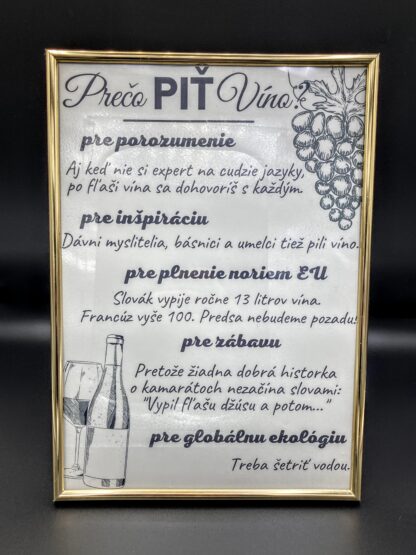 Prečo PIŤ Víno?
pre porozumenie
Aj keď nie si expert na cudzie jazyky,
po fľaši vína sa dohovoríš s každým.
pre inšpiráciu
Dávni myslitelia, básnici a umelci tiež pili víno.
pre plnenie noriem EU
Slovák vypije ročne 13 litrov vína.
Francúz vyše 100. Predsa nebudeme pozadu!
pre zábavu
Pretože žiadna dobrá historka
o kamarátoch nezačína slovami:
"Vypil fľašu džúsu a potom..."
pre globálnu ekológiu
Treba šetriť vodou.